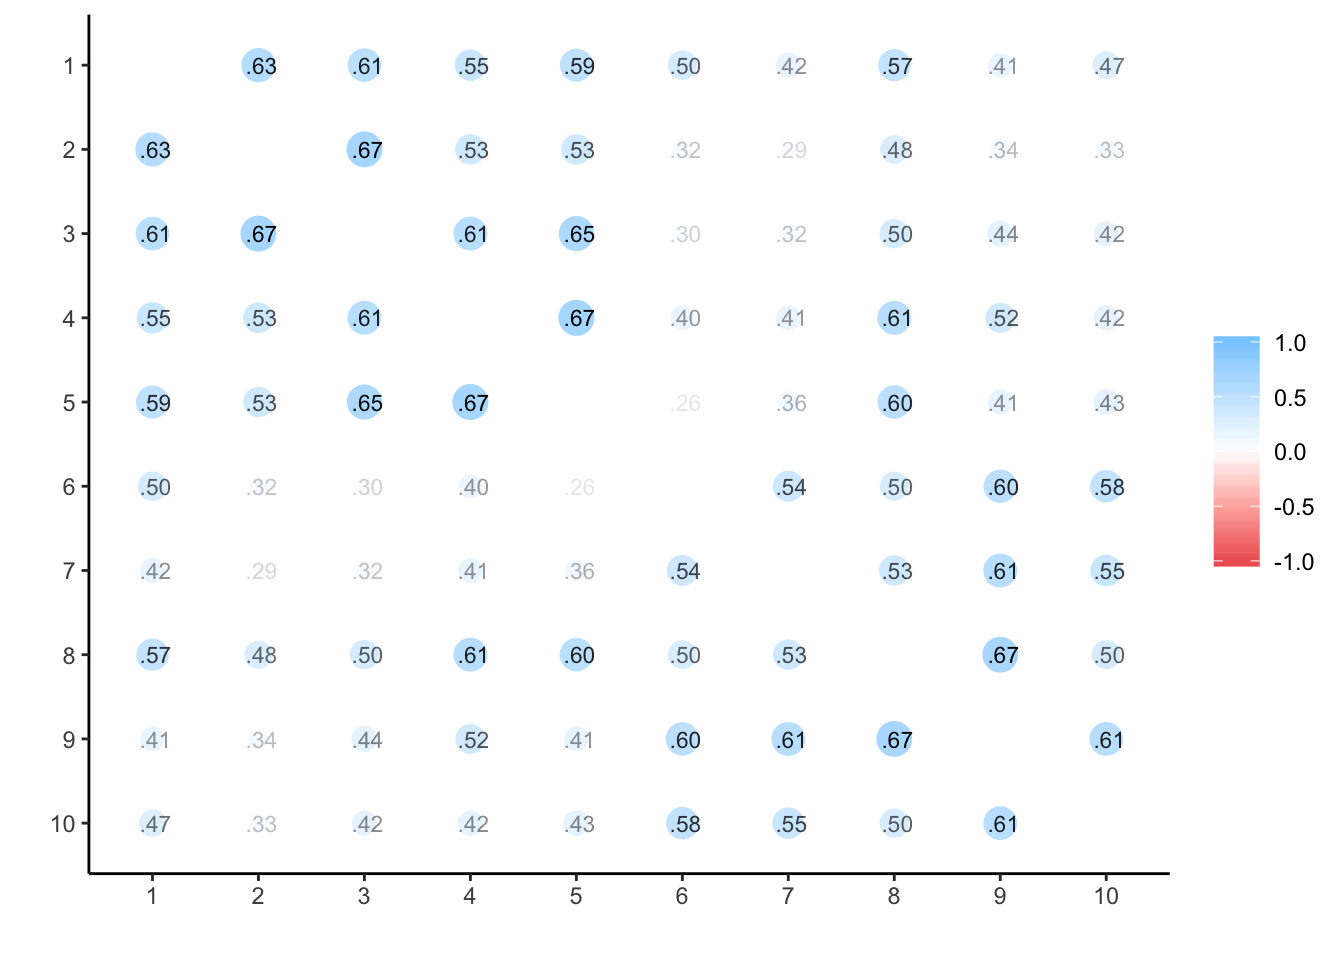 1 .63 .61 .55 .59 .50 .42 .57 .41 .47
2 .63 .67 .53 .53 .32 .29 .48 .34 .33
3 .61 .67 .61 .65 .30 .32 .50 .44 .42
4 .55 .53 .61 .67 .40 .41 .61 .52 .42
5 .59 .53 .65 .67 .26 .36 .60 .41 .43
6 .50 .32 .30 .40 .26 .54 .50 .60 .58
7 .42 .29 .32 .41 .36 .54 .53 .61 .55
8 .57 .48 .50 .61 .60 .50 .53 .67 .50
9 .41 .34 .44 .52 .41 .60 .61 .67 .61
10 .47 .33 .42 .42 .43 .58 .55 .50 .61
1 2 3 4 5 6 7 8 9 10
1.0
0.5
0.0
-0.5
-1.0